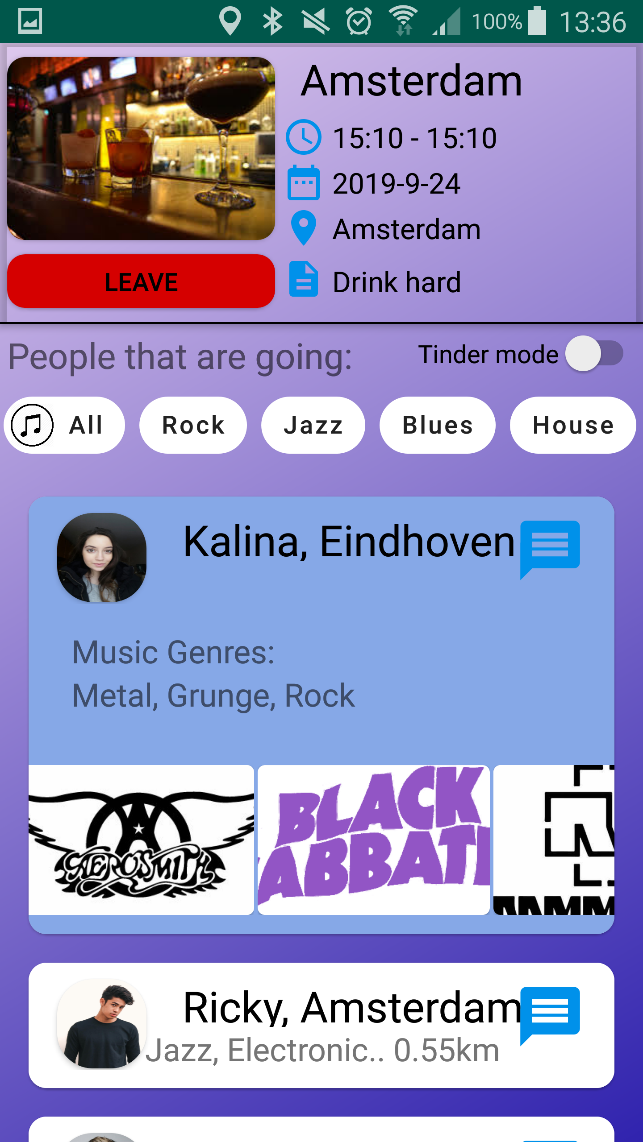 100% 13:36
Amsterdam
15:10 - 15:10
2019-9-24
Amsterdam
LEAVE
Drink hard
People that are going:
Tinder mode
All
Rock
Jazz
Blues
House
Kalina, Eindhoven
Music Genres:
Metal, Grunge, Rock
AEROSMITH
BLACK
ABBAT
AMM
Ricky, Amsterdam
Jazz, Electronic.. 0.55km